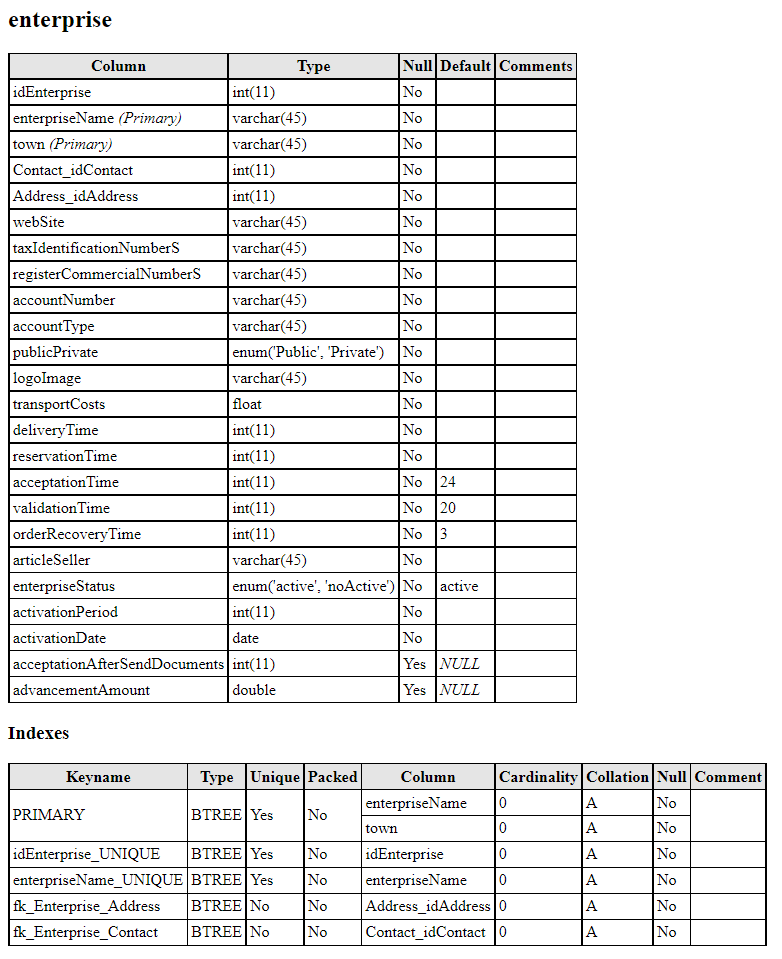 enterprise
Column Type Null Default Comments
idEnterprise int(11) No
enterpriseName (Primary) varchar(45) No
town (Primary) varchar(45) No
Contact_idContact int(11) No
Address_idAddress int(11) No
webSite varchar(45) No
taxIdentificationNumberS varchar(45) No
registerCommercialNumberS varchar(45) No
accountNumber varchar(45) No
accountType varchar(45) No
publicPrivate enum('Public', 'Private') No
logoImage varchar(45) No
transportCosts float No
deliveryTime int(11) No
reservationTime int(11) No
acceptationTime int(11) No 24
validationTime int(11) No 20
orderRecoveryTime int(11) No 3
articleSeller varchar(45) No
enterpriseStatus enum('active', 'noActive') No active
activationPeriod int(11) No
activationDate date No
acceptationAfterSendDocuments int(11) Yes NULL
advancementAmount double Yes NULL
Indexes
Keyname Type Unique Packed Column Cardinality Collation Null Comment
PRIMARY BTREE Yes No enterpriseName 0 A No
town 0 A No
idEnterprise_UNIQUE BTREE Yes No idEnterprise 0 A No
enterpriseName_UNIQUE BTREE Yes No enterpriseName 0 A No
fk_Enterprise_Address BTREE No No Address_idAddress 0 A No
fk_Enterprise_Contact BTREE No No Contact_idContact 0 A No